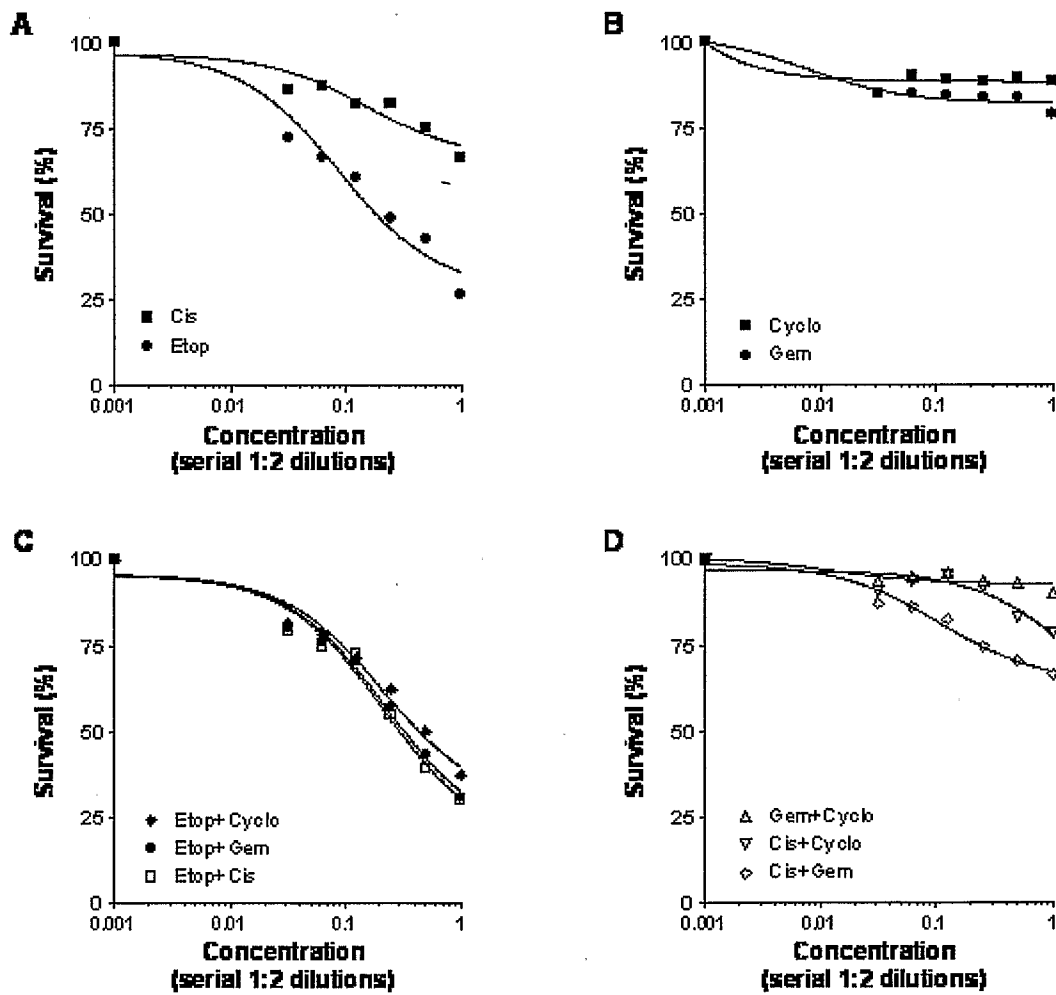 A
100
75
50
25
0
Survival (%)
Cis
Etop
0.001 0.01 0.1 1
Concentration
(serial 1:2 dilutions)
B
100
75
50
25
0
Survival (%)
Cyclo
Gem
0.001 0.01 0.1 1
Concentration
(serial 1:2 dilutions)
C
100
75
50
25
0
Survival (%)
Etop+Cyclo
Etop+Gem
Etop+Cis
0.001 0.01 0.1 1
Concentration
(serial 1:2 dilutions)
D
100
75
50
25
0
Survival (%)
Gem+Cyclo
Cis+Cyclo
Cis+Gem
0.001 0.01 0.1 1
Concentration
(serial 1:2 dilutions)